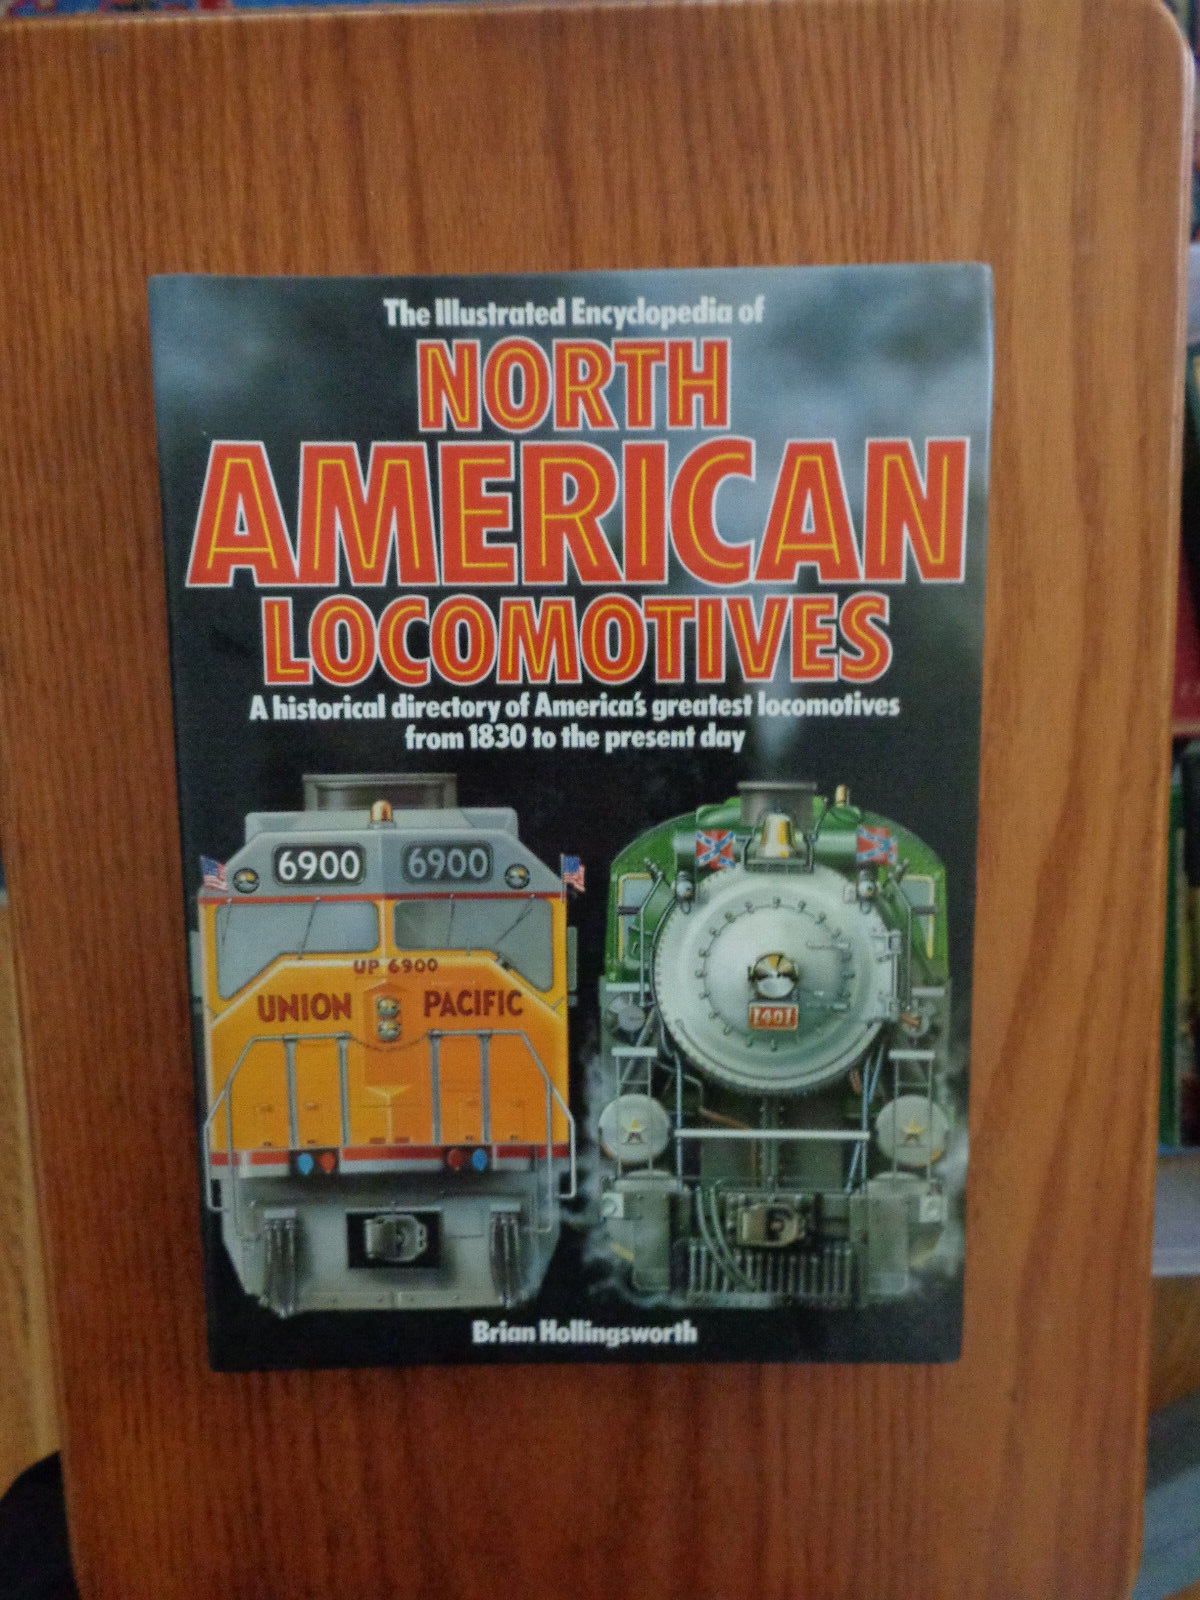 The Illustrated Encyclopedia of
NORTH
AMERICAN
LOCOMOTIVES
A historical directory of America's greatest locomotives
from 1830 to the present day
6900 6900
UP 6900
UNION PACIFIC
1401
Brian Hollingsworth